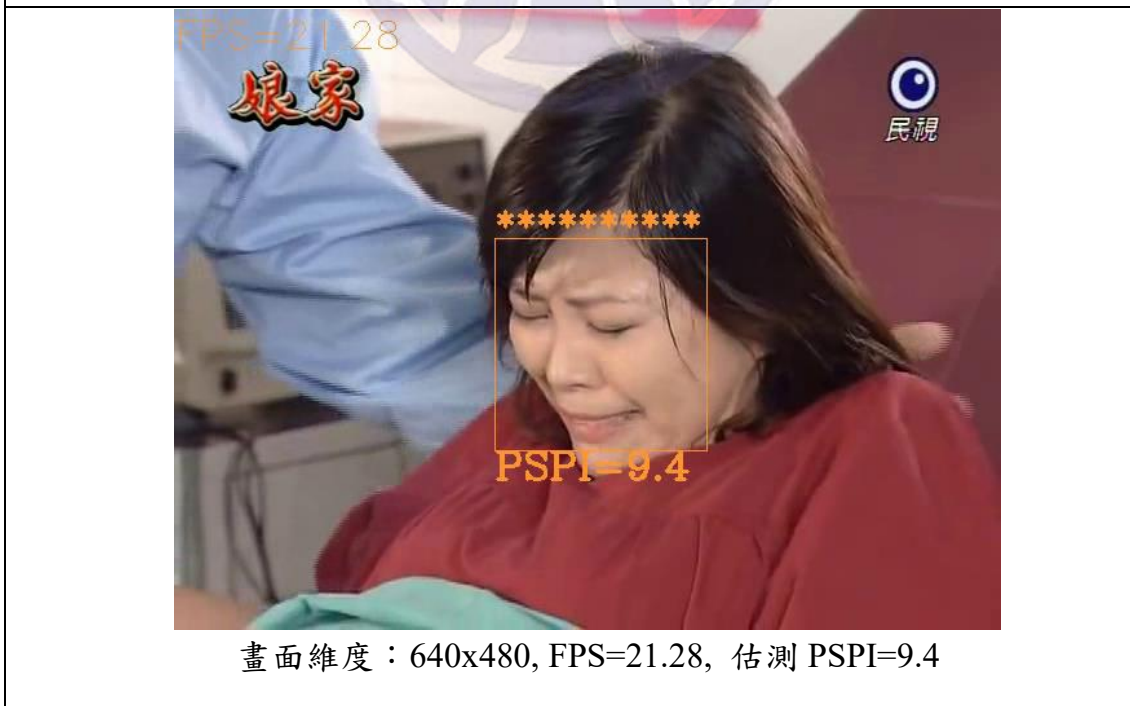 FPS=21.28
娘家
民視
**********
PSPI=9.4
畫面維度：640x480, FPS=21.28, 估測 PSPI=9.4